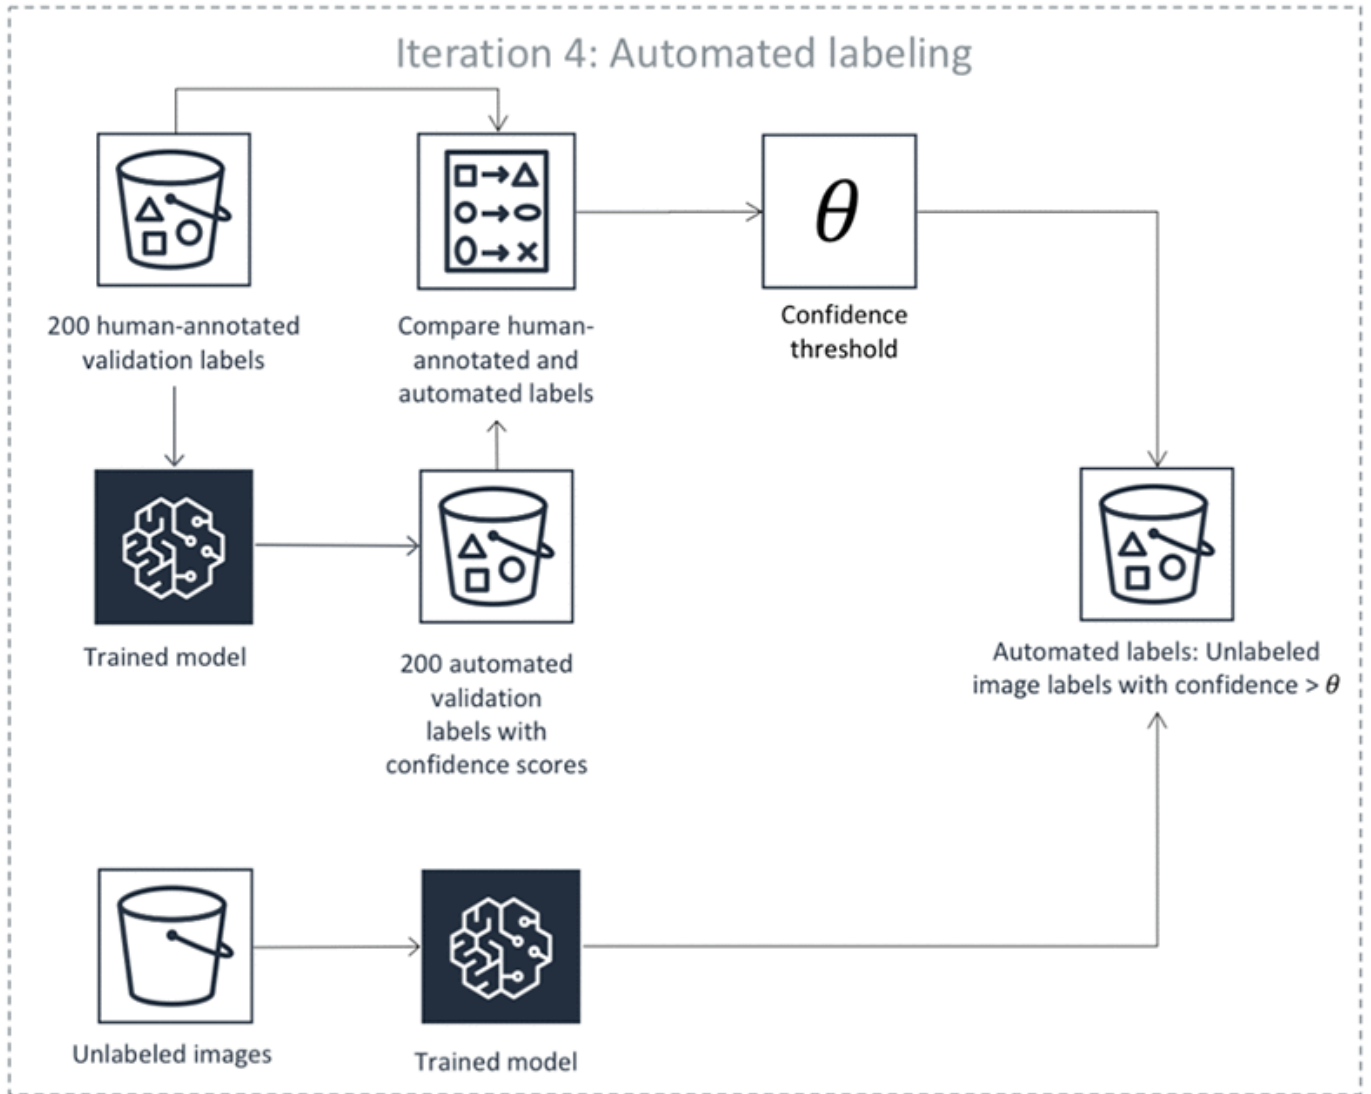 Iteration 4: Automated labeling
200 human-annotated
validation labels
Compare human-
annotated and
automated labels
θ
Confidence
threshold
Trained model
200 automated
validation
labels with
confidence scores
Automated labels: Unlabeled
image labels with confidence > θ
Unlabeled images
Trained model